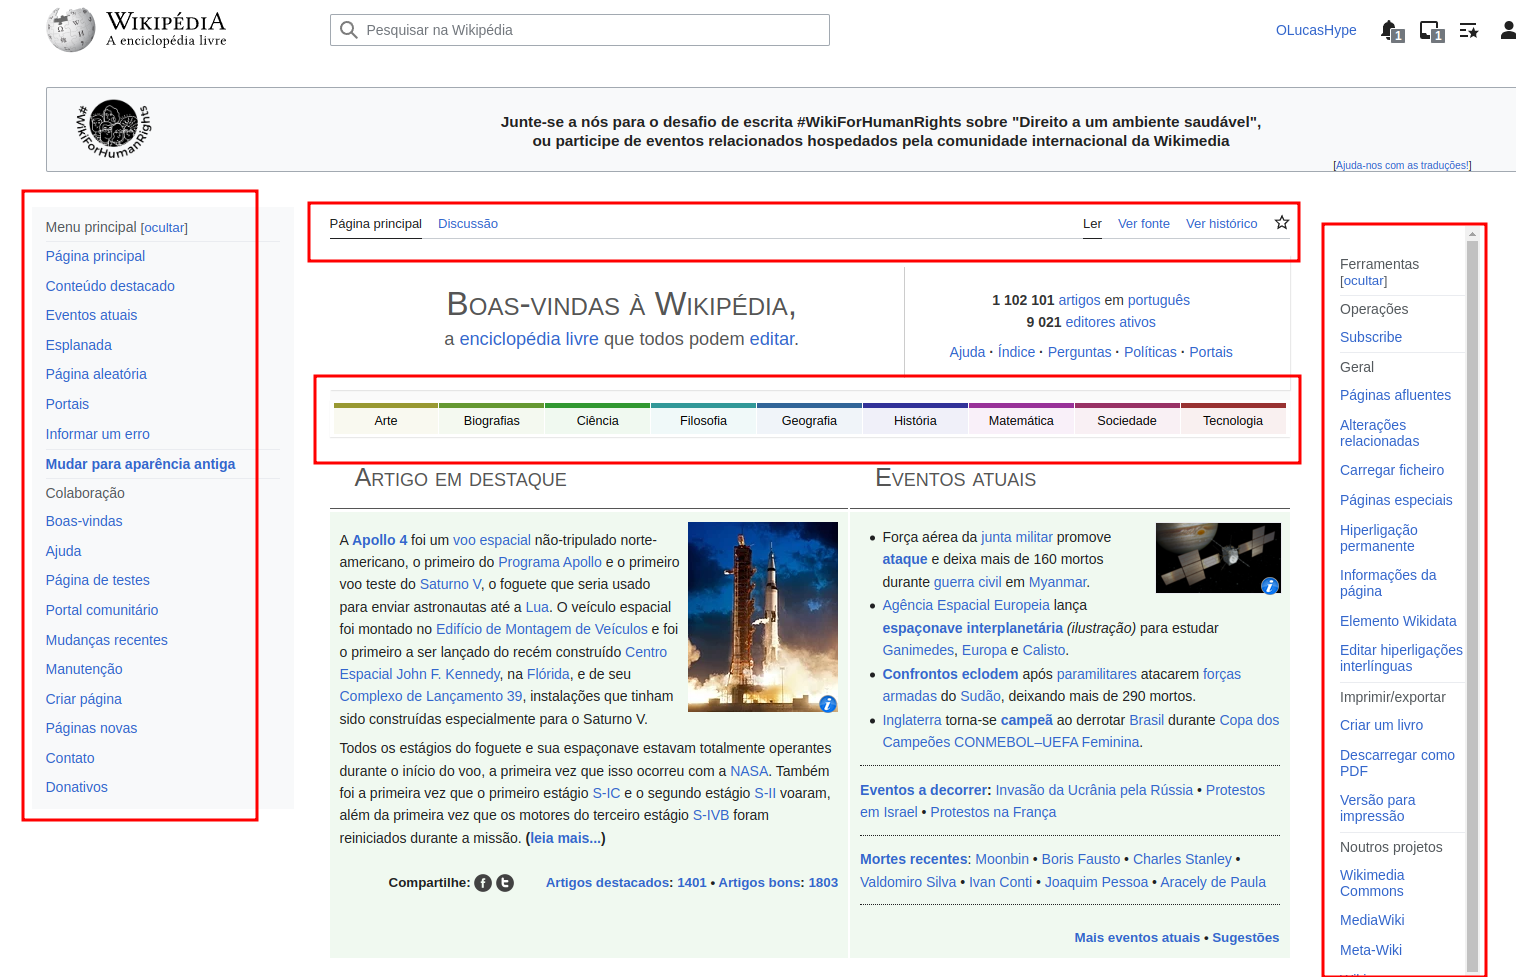 WIKIPÉDIA
A enciclopédia livre
Pesquisar na Wikipédia
OLucasHype
1
1
#WikiForHumanRights
Junte-se a nós para o desafio de escrita #WikiForHumanRights sobre "Direito a um ambiente saudável",
ou participe de eventos relacionados hospedados pela comunidade internacional da Wikimedia
[Ajuda-nos com as traduções!]
Menu principal [ocultar]
Página principal
Conteúdo destacado
Eventos atuais
Esplanada
Página aleatória
Portais
Informar um erro
Mudar para aparência antiga
Colaboração
Boas-vindas
Ajuda
Página de testes
Portal comunitário
Mudanças recentes
Manutenção
Criar página
Páginas novas
Contato
Donativos
Página principal Discussão
Ler Ver fonte Ver histórico
Boas-vindas à Wikipédia,
a enciclopédia livre que todos podem editar.
1 102 101 artigos em português
9 021 editores ativos
Ajuda · Índice · Perguntas · Políticas · Portais
Arte Biografias Ciência Filosofia Geografia História Matemática Sociedade Tecnologia
Artigo em destaque
A Apollo 4 foi um voo espacial não-tripulado norte-
americano, o primeiro do Programa Apollo e o primeiro
voo teste do Saturno V, o foguete que seria usado
para enviar astronautas até a Lua. O veículo espacial
foi montado no Edifício de Montagem de Veículos e foi
o primeiro a ser lançado do recém construído Centro
Espacial John F. Kennedy, na Flórida, e de seu
Complexo de Lançamento 39, instalações que tinham
sido construídas especialmente para o Saturno V.
Todos os estágios do foguete e sua espaçonave estavam totalmente operantes
durante o início do voo, a primeira vez que isso ocorreu com a NASA. Também
foi a primeira vez que o primeiro estágio S-IC e o segundo estágio S-II voaram,
além da primeira vez que os motores do terceiro estágio S-IVB foram
reiniciados durante a missão. (leia mais...)
Compartilhe:
Artigos destacados: 1401 • Artigos bons: 1803
Eventos atuais
• Força aérea da junta militar promove
ataque e deixa mais de 160 mortos
durante guerra civil em Myanmar.
• Agência Espacial Europeia lança
espaçonave interplanetária (ilustração) para estudar
Ganimedes, Europa e Calisto.
• Confrontos eclodem após paramilitares atacarem forças
armadas do Sudão, deixando mais de 290 mortos.
• Inglaterra torna-se campeã ao derrotar Brasil durante Copa dos
Campeões CONMEBOL–UEFA Feminina.
Eventos a decorrer: Invasão da Ucrânia pela Rússia • Protestos
em Israel • Protestos na França
Mortes recentes: Moonbin • Boris Fausto • Charles Stanley •
Valdomiro Silva • Ivan Conti • Joaquim Pessoa • Aracely de Paula
Mais eventos atuais • Sugestões
Ferramentas
[ocultar]
Operações
Subscribe
Geral
Páginas afluentes
Alterações
relacionadas
Carregar ficheiro
Páginas especiais
Hiperligação
permanente
Informações da
página
Elemento Wikidata
Editar hiperligações
interlínguas
Imprimir/exportar
Criar um livro
Descarregar como
PDF
Versão para
impressão
Noutros projetos
Wikimedia
Commons
MediaWiki
Meta-Wiki